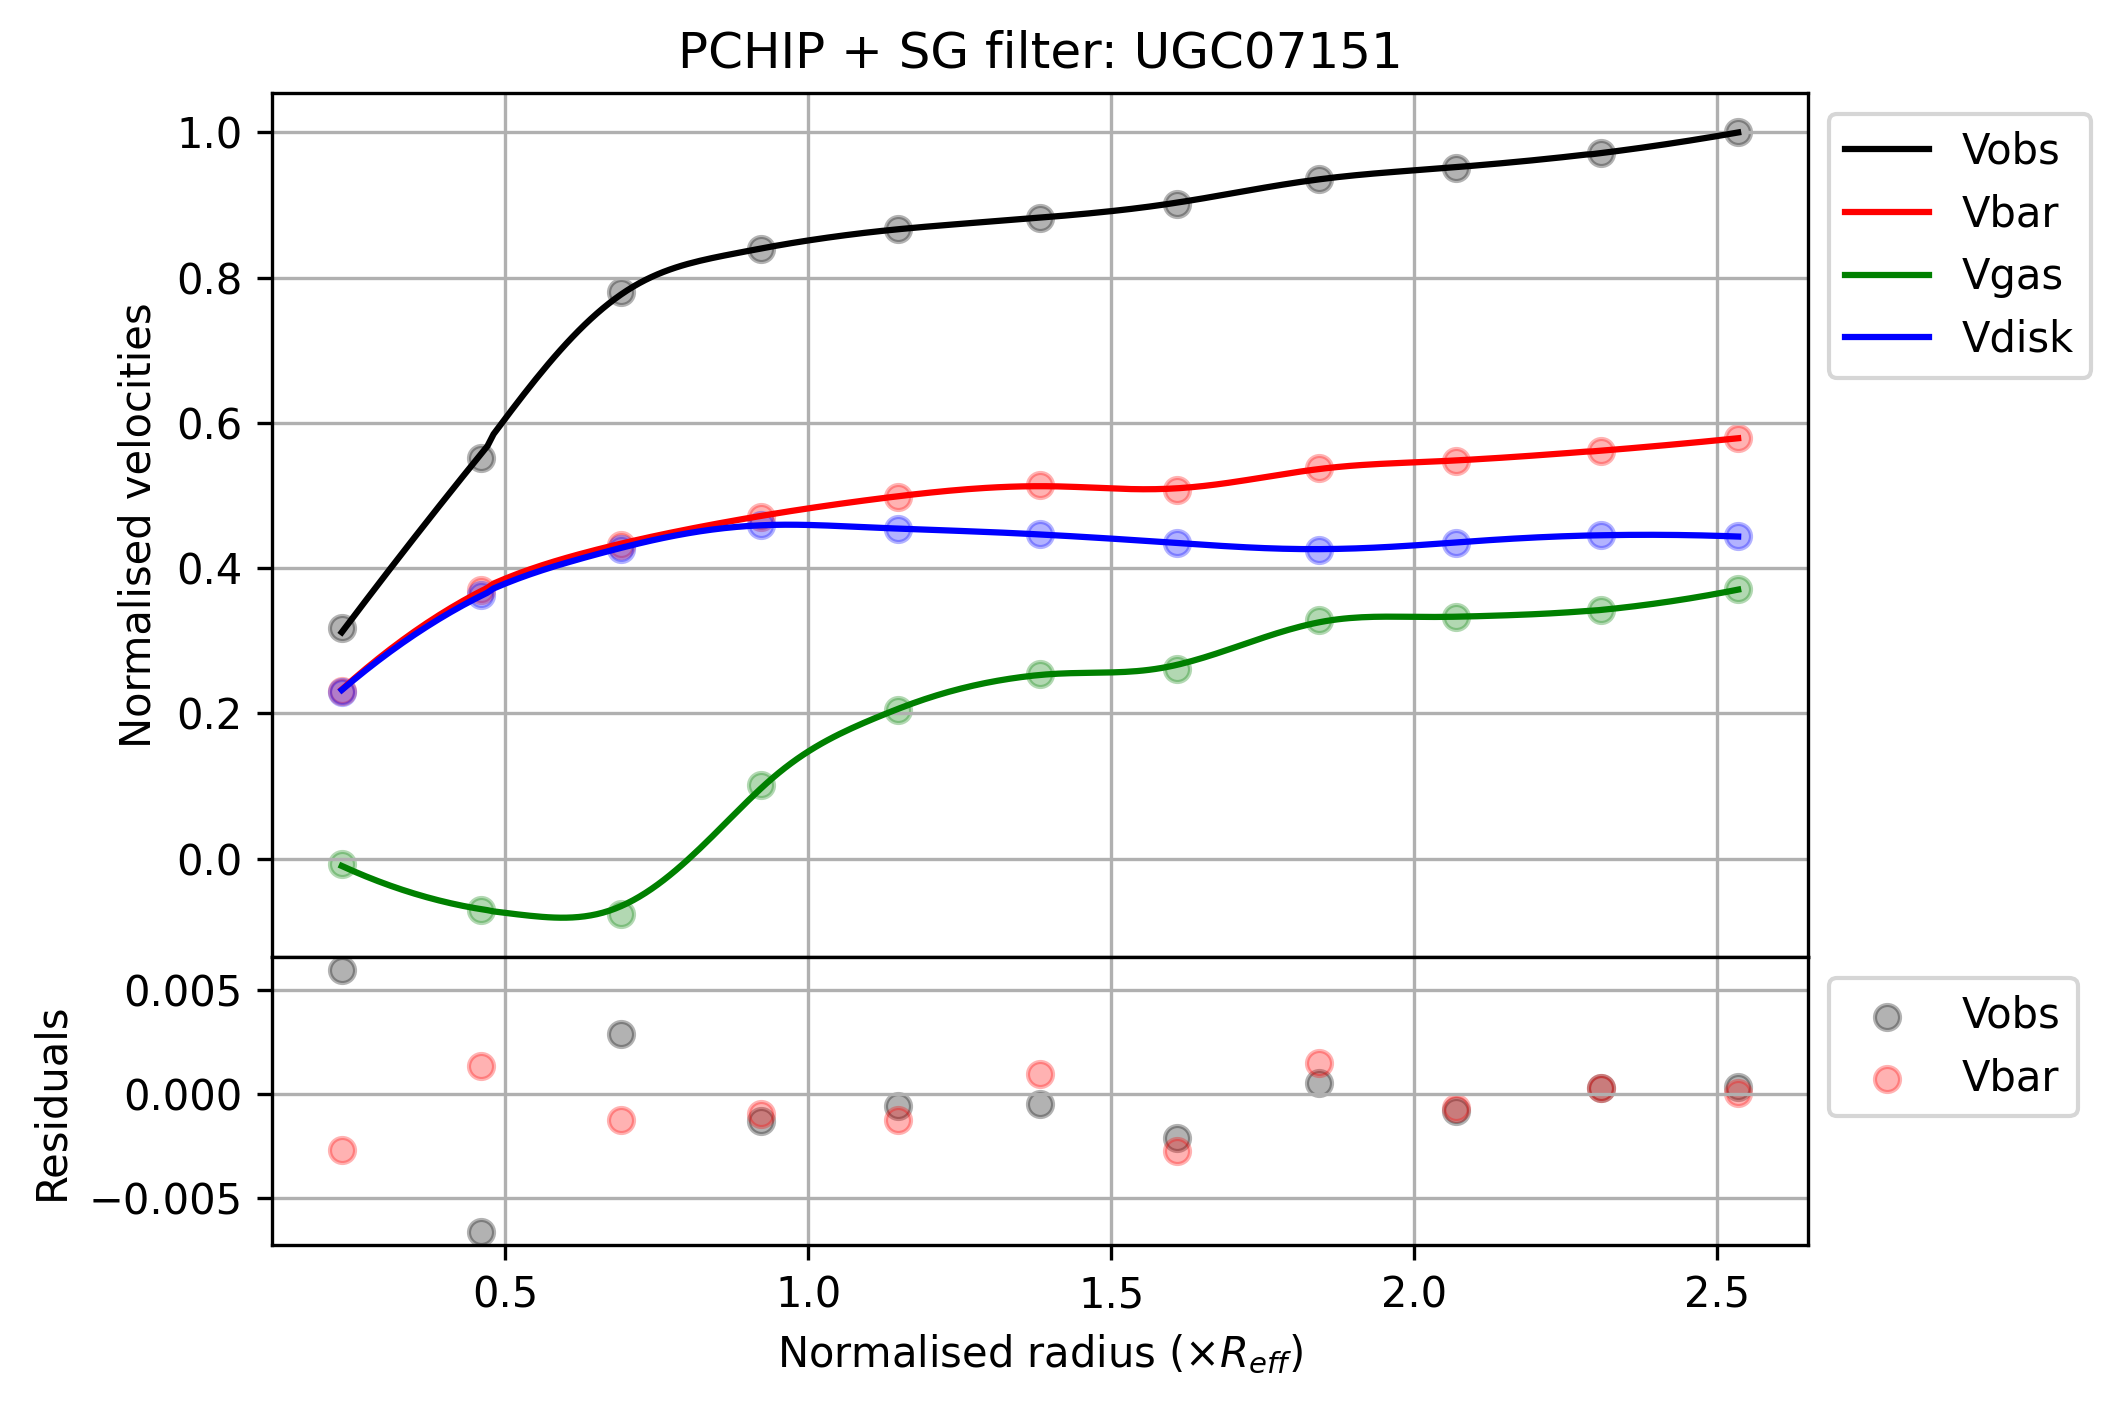 PCHIP + SG filter: UGC07151
Normalised velocities
1.0
0.8
0.6
0.4
0.2
0.0
Vobs
Vbar
Vgas
Vdisk
Residuals
0.005
0.000
−0.005
Vobs
Vbar
0.5 1.0 1.5 2.0 2.5
Normalised radius (×R_eff)